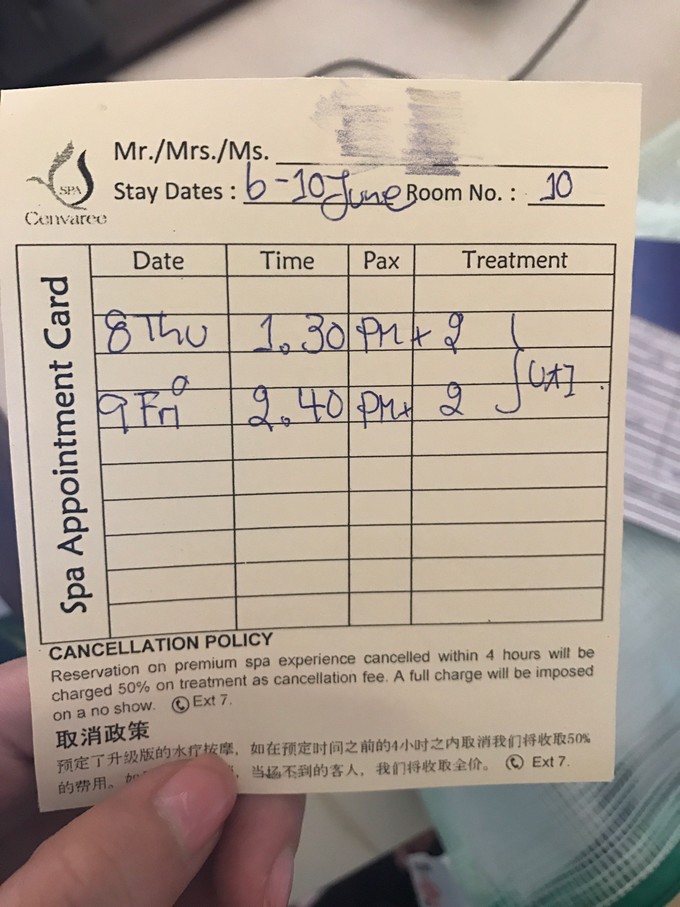 SPA
Cenvaree
Mr./Mrs./Ms.
Stay Dates : 6-10 June Room No. : 10
Spa Appointment Card
Date Time Pax Treatment
8 Thu 1.30 PM x 2
9 Fri 2.40 PM x 2
CANCELLATION POLICY
Reservation on premium spa experience cancelled within 4 hours will be
charged 50% on treatment as cancellation fee. A full charge will be imposed
on a no show. Ext 7.
取消政策
预定了升级版的水疗按摩, 如在预定时间之前的4小时之内取消我们将收取50%
的费用。如 , 当场不到的客人, 我们将收取全价。 Ext 7.